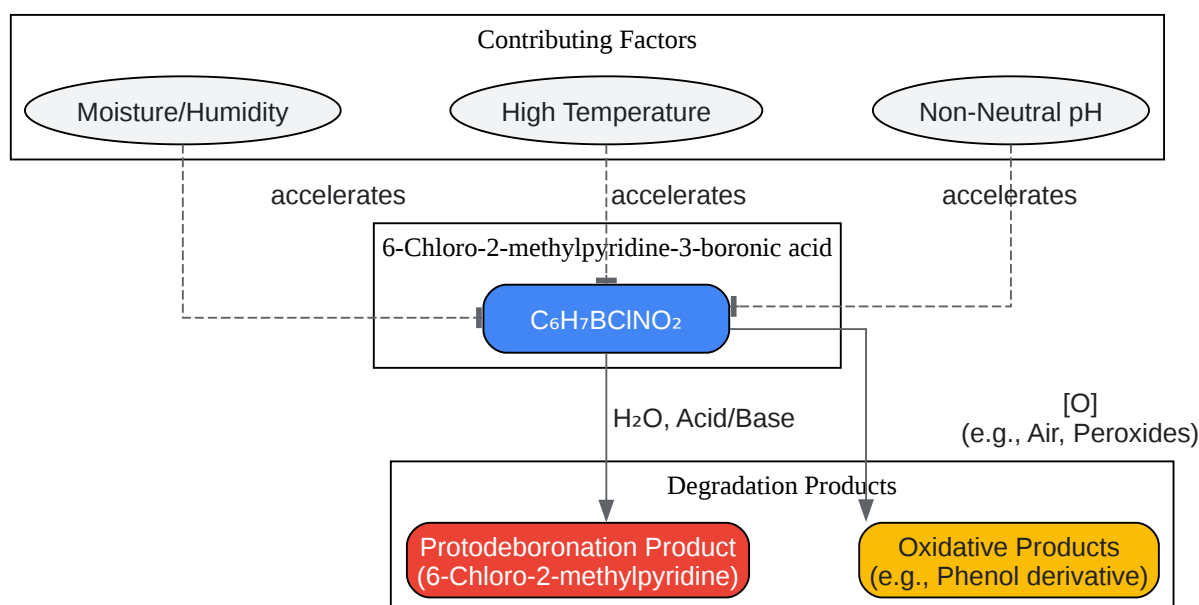 Contributing Factors
Moisture/Humidity
High Temperature
Non-Neutral pH
accelerates
accelerates
accelerates
6-Chloro-2-methylpyridine-3-boronic acid
C₆H₇BClNO₂
H₂O, Acid/Base
[O]
(e.g., Air, Peroxides)
Degradation Products
Protodeboronation Product
(6-Chloro-2-methylpyridine)
Oxidative Products
(e.g., Phenol derivative)